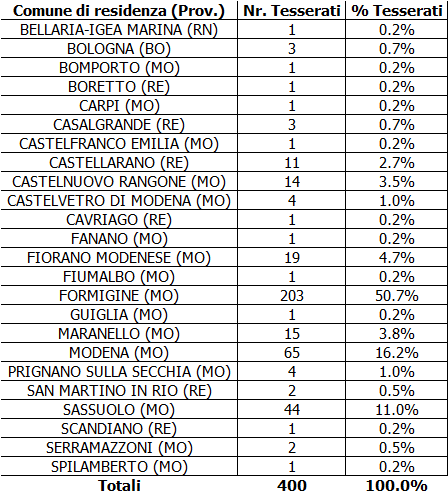 Comune di residenza (Prov.) Nr. Tesserati % Tesserati
BELLARIA-IGEA MARINA (RN) 1 0.2%
BOLOGNA (BO) 3 0.7%
BOMPORTO (MO) 1 0.2%
BORETTO (RE) 1 0.2%
CARPI (MO) 1 0.2%
CASALGRANDE (RE) 3 0.7%
CASTELFRANCO EMILIA (MO) 1 0.2%
CASTELLARANO (RE) 11 2.7%
CASTELNUOVO RANGONE (MO) 14 3.5%
CASTELVETRO DI MODENA (MO) 4 1.0%
CAVRIAGO (RE) 1 0.2%
FANANO (MO) 1 0.2%
FIORANO MODENESE (MO) 19 4.7%
FIUMALBO (MO) 1 0.2%
FORMIGINE (MO) 203 50.7%
GUIGLIA (MO) 1 0.2%
MARANELLO (MO) 15 3.8%
MODENA (MO) 65 16.2%
PRIGNANO SULLA SECCHIA (MO) 4 1.0%
SAN MARTINO IN RIO (RE) 2 0.5%
SASSUOLO (MO) 44 11.0%
SCANDIANO (RE) 1 0.2%
SERRAMAZZONI (MO) 2 0.5%
SPILAMBERTO (MO) 1 0.2%
Totali 400 100.0%